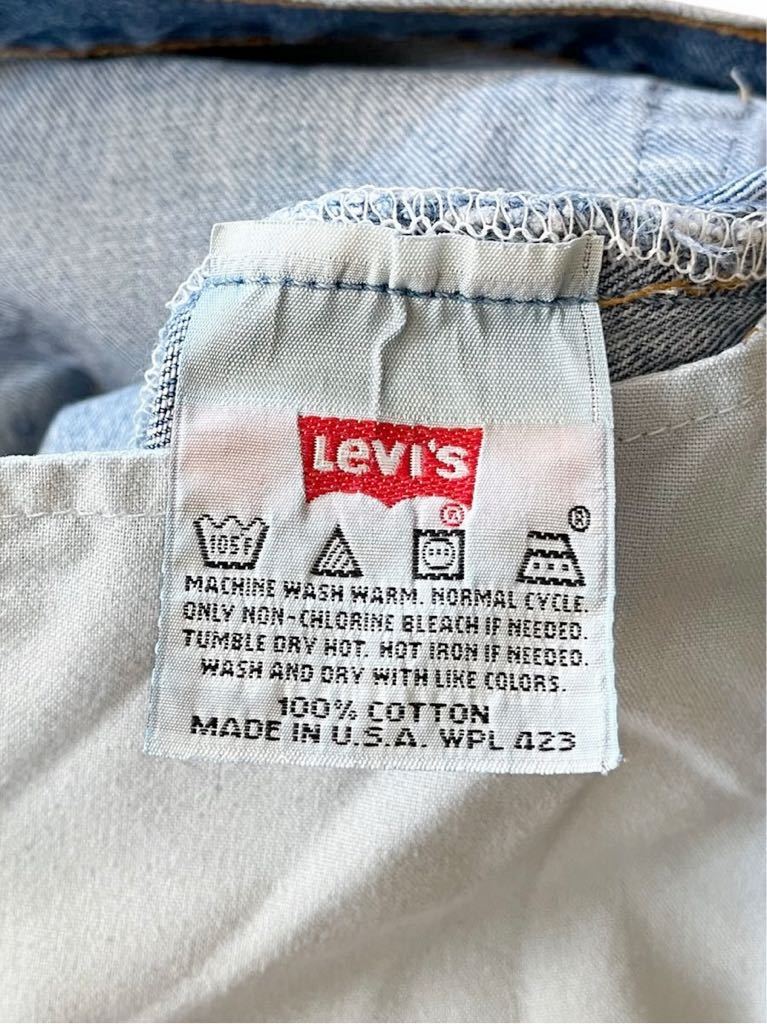 Levi's
®
105F
®
MACHINE WASH WARM. NORMAL CYCLE.
ONLY NON-CHLORINE BLEACH IF NEEDED.
TUMBLE DRY HOT. HOT IRON IF NEEDED.
WASH AND DRY WITH LIKE COLORS.
100% COTTON
MADE IN U.S.A. WPL 423